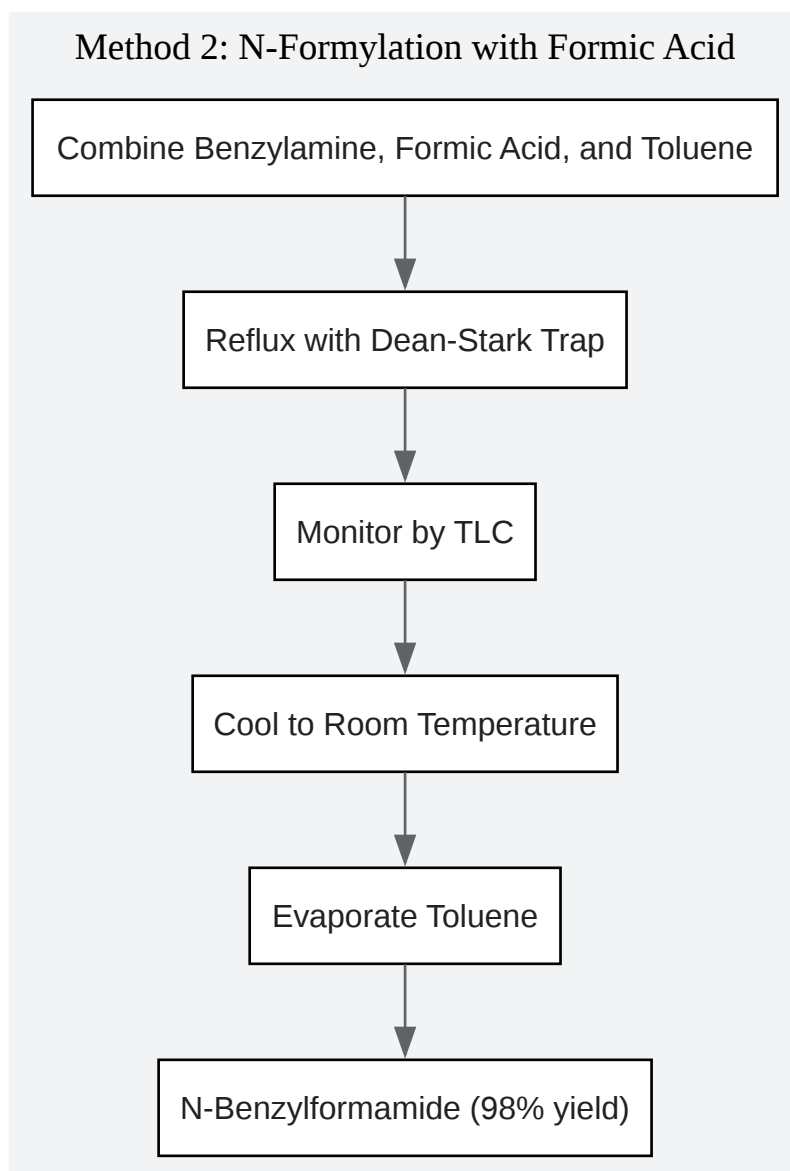 Method 2: N-Formylation with Formic Acid
Combine Benzylamine, Formic Acid, and Toluene
Reflux with Dean-Stark Trap
Monitor by TLC
Cool to Room Temperature
Evaporate Toluene
N-Benzylformamide (98% yield)